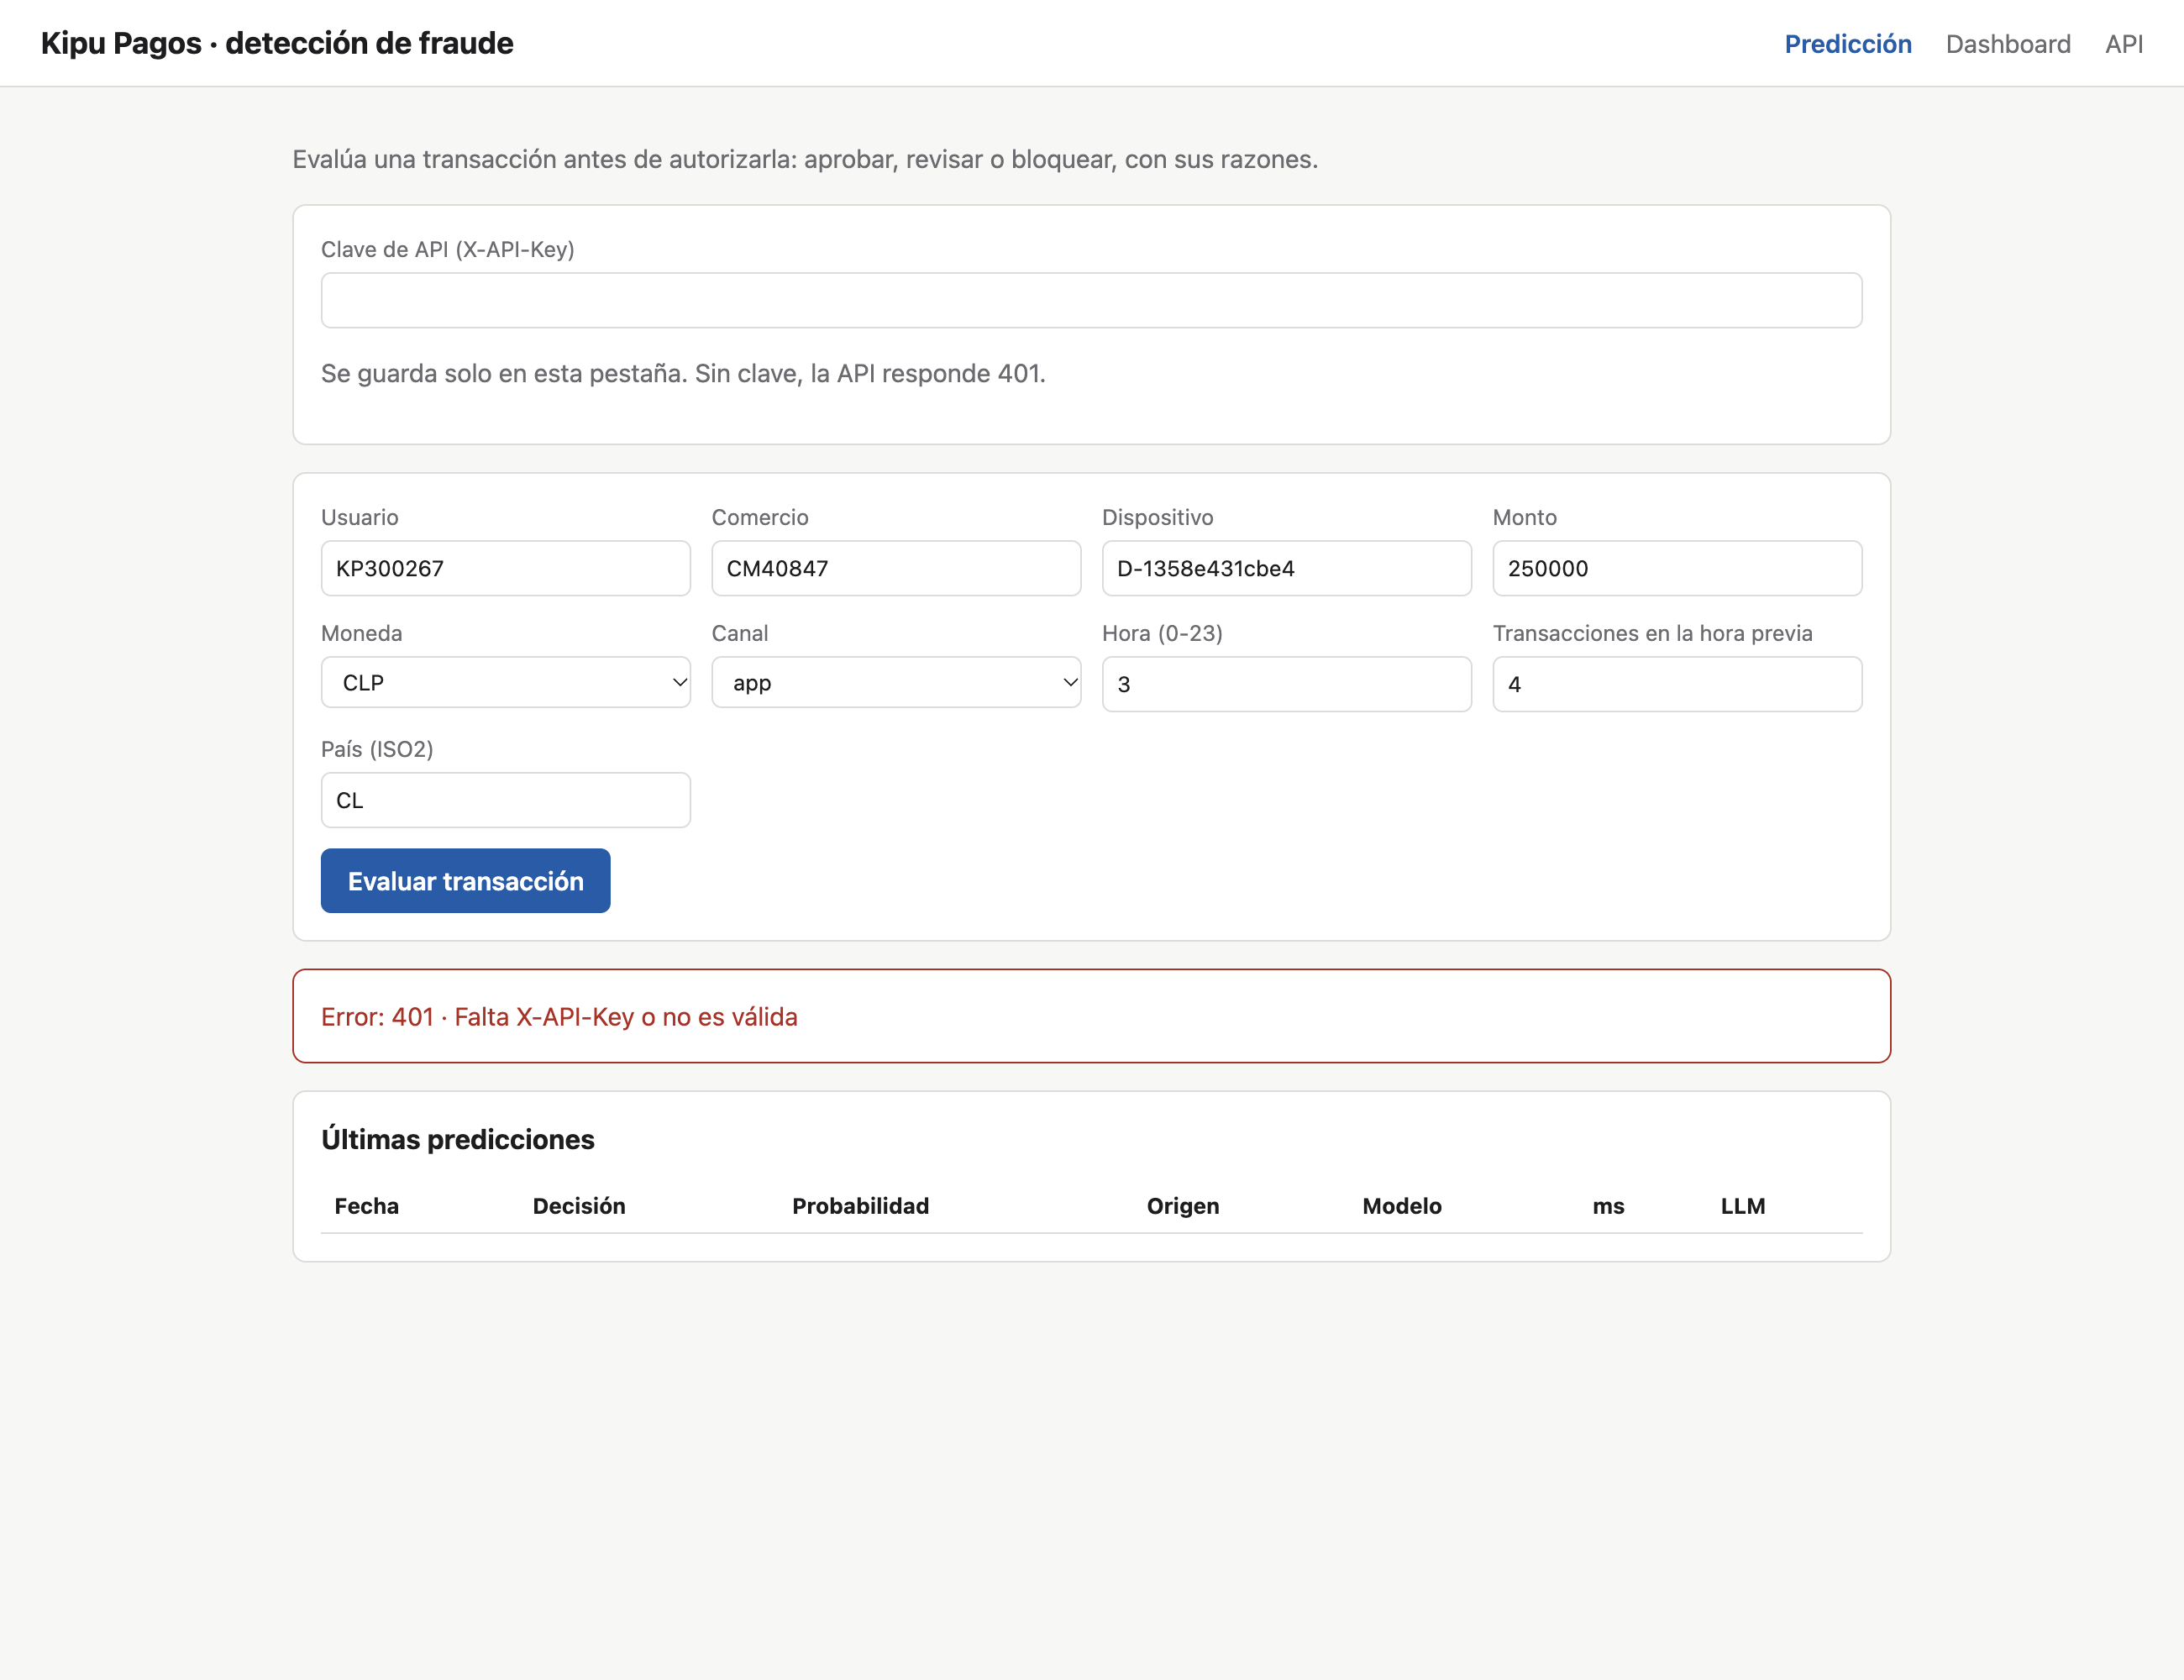 Kipu Pagos · detección de fraude
Predicción Dashboard API
Evalúa una transacción antes de autorizarla: aprobar, revisar o bloquear, con sus razones.
Clave de API (X-API-Key)
Se guarda solo en esta pestaña. Sin clave, la API responde 401.
Usuario Comercio Dispositivo Monto
KP300267 CM40847 D-1358e431cbe4 250000
Moneda Canal Hora (0-23) Transacciones en la hora previa
CLP app 3 4
País (ISO2)
CL
Evaluar transacción
Error: 401 · Falta X-API-Key o no es válida
Últimas predicciones
Fecha Decisión Probabilidad Origen Modelo ms LLM